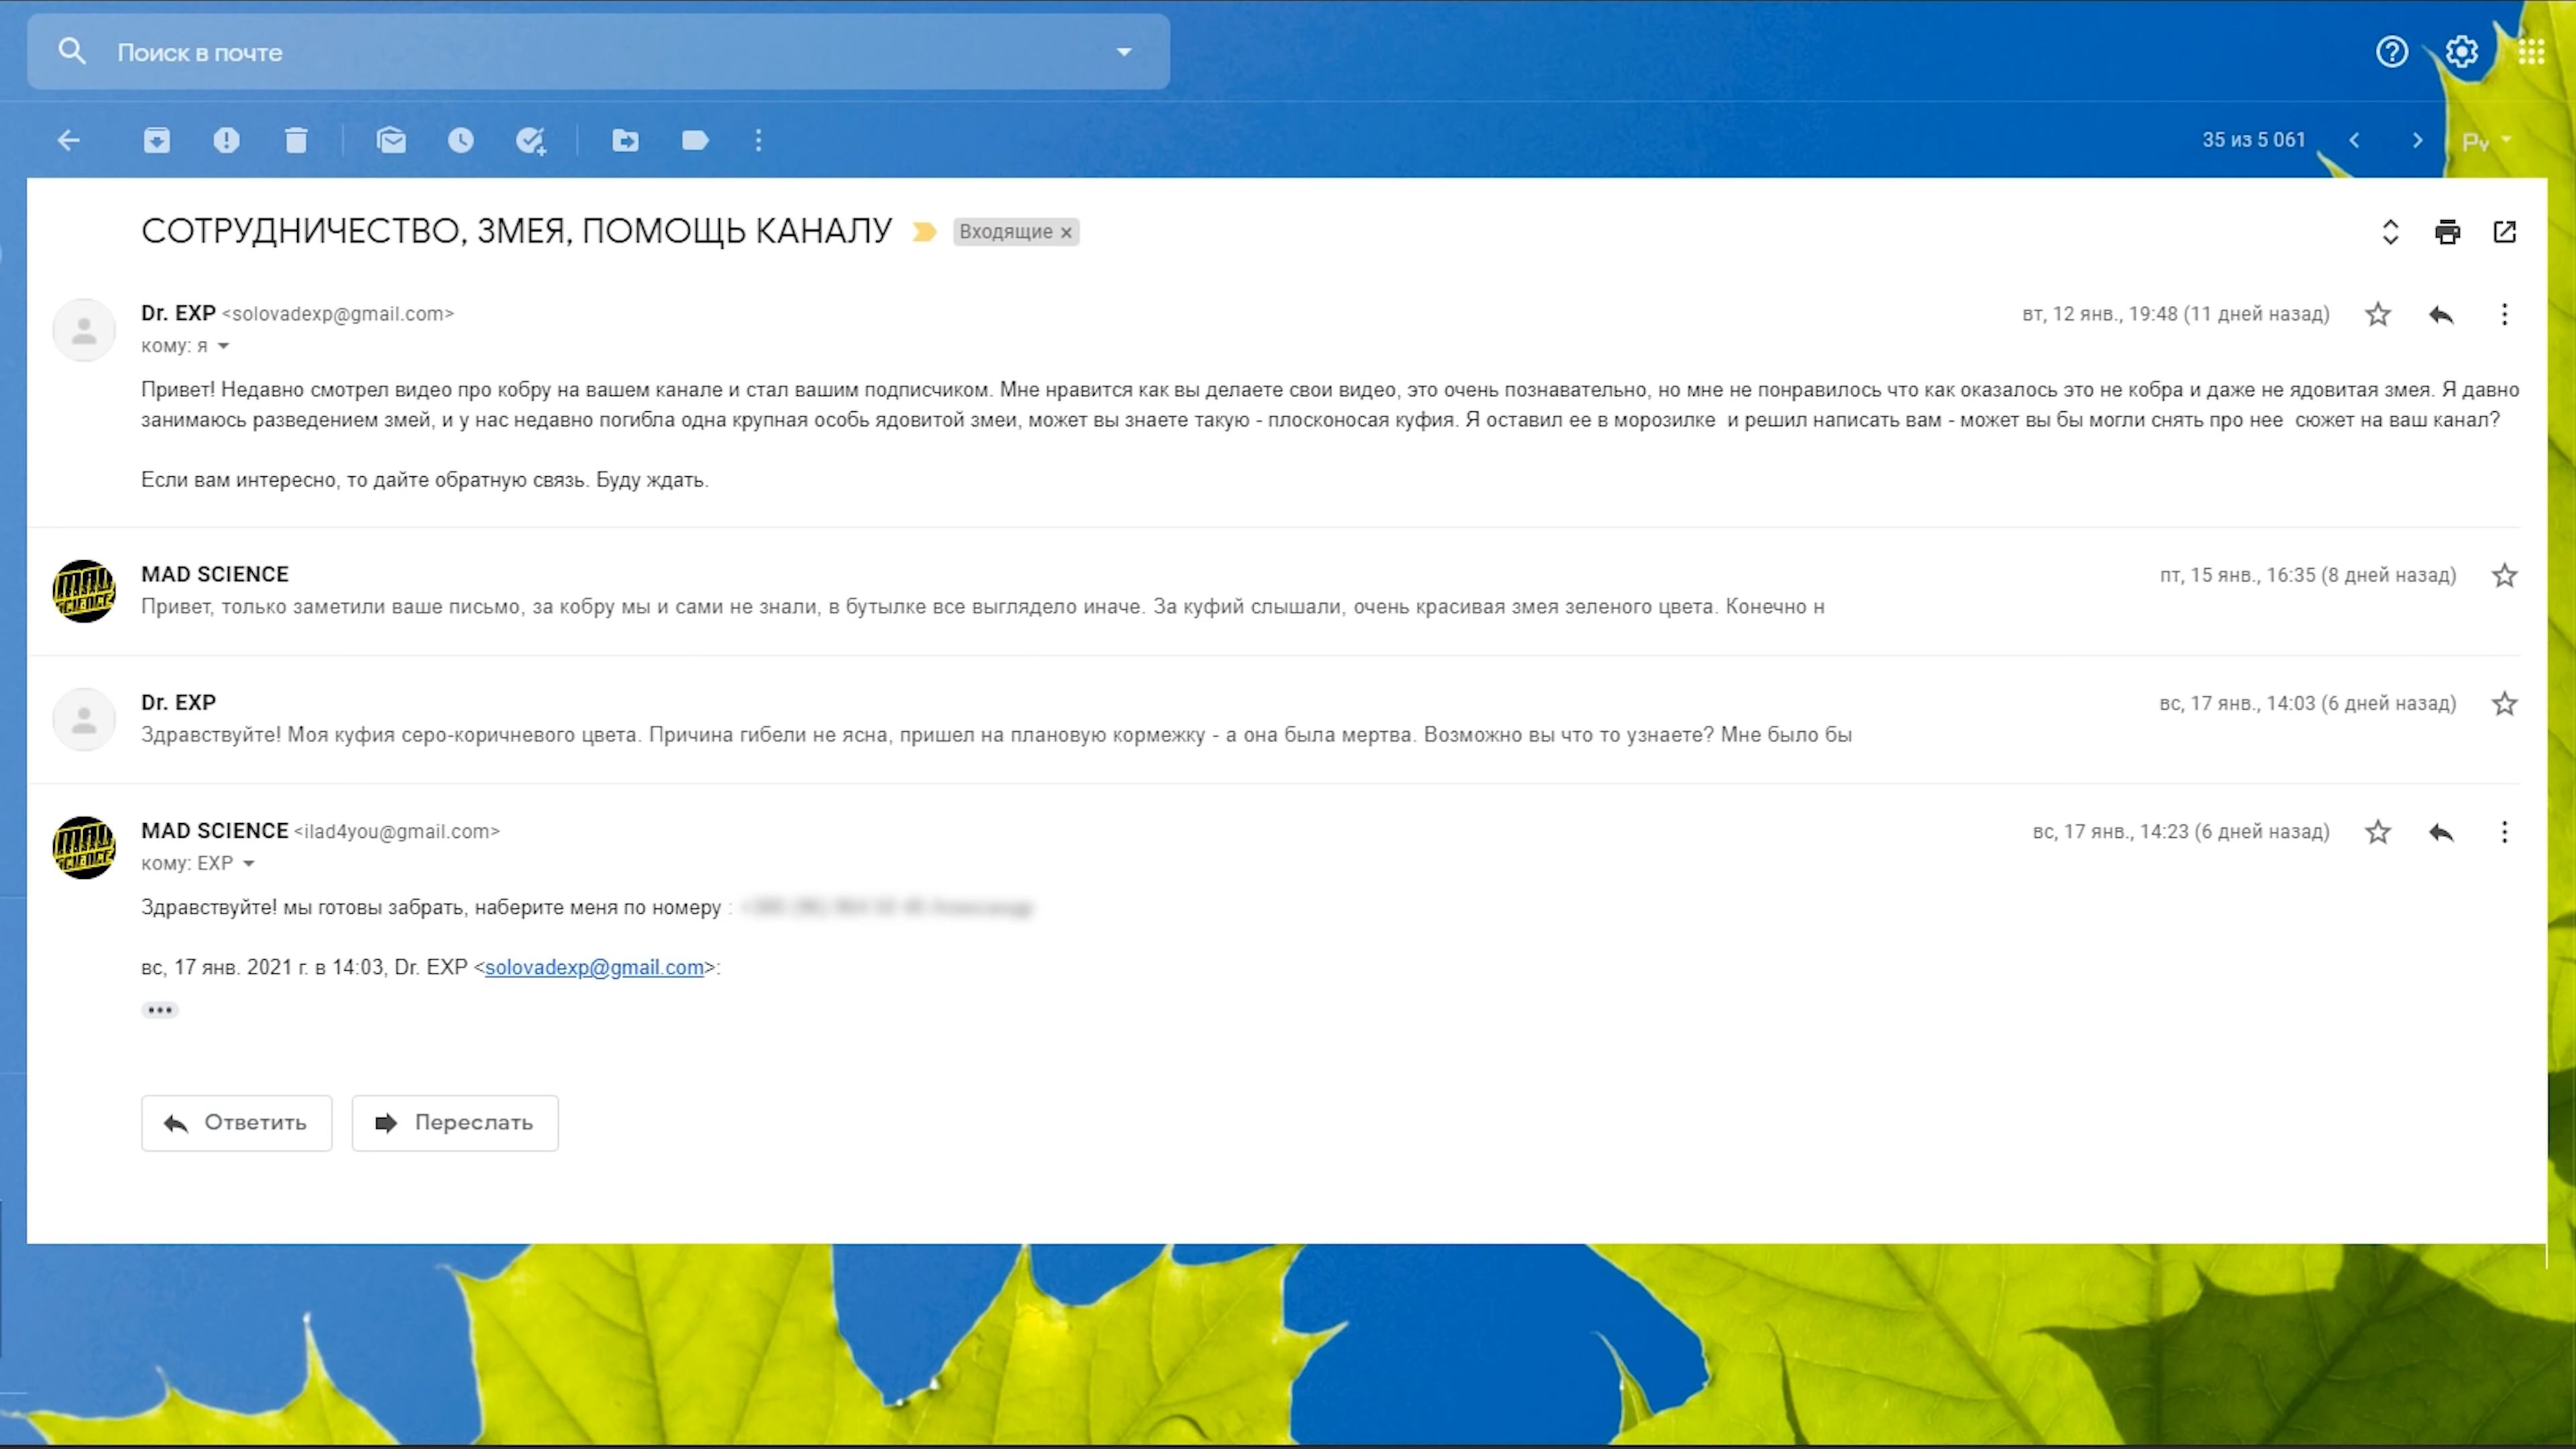 Поиск в почте
35 из 5 061
Ру
СОТРУДНИЧЕСТВО, ЗМЕЯ, ПОМОЩЬ КАНАЛУ Входящие ×
Dr. EXP <solovadexp@gmail.com> вт, 12 янв., 19:48 (11 дней назад)
кому: я
Привет! Недавно смотрел видео про кобру на вашем канале и стал вашим подписчиком. Мне нравится как вы делаете свои видео, это очень познавательно, но мне не понравилось что как оказалось это не кобра и даже не ядовитая змея. Я давно
занимаюсь разведением змей, и у нас недавно погибла одна крупная особь ядовитой змеи, может вы знаете такую - плосконосая куфия. Я оставил ее в морозилке  и решил написать вам - может вы бы могли снять про нее  сюжет на ваш канал?
Если вам интересно, то дайте обратную связь. Буду ждать.
MAD SCIENCE
MAD SCIENCE пт, 15 янв., 16:35 (8 дней назад)
Привет, только заметили ваше письмо, за кобру мы и сами не знали, в бутылке все выглядело иначе. За куфий слышали, очень красивая змея зеленого цвета. Конечно н
Dr. EXP вс, 17 янв., 14:03 (6 дней назад)
Здравствуйте! Моя куфия серо-коричневого цвета. Причина гибели не ясна, пришел на плановую кормежку - а она была мертва. Возможно вы что то узнаете? Мне было бы
MAD SCIENCE
MAD SCIENCE <ilad4you@gmail.com> вс, 17 янв., 14:23 (6 дней назад)
кому: EXP
Здравствуйте! мы готовы забрать, наберите меня по номеру :
вс, 17 янв. 2021 г. в 14:03, Dr. EXP <solovadexp@gmail.com>:
Ответить
Переслать